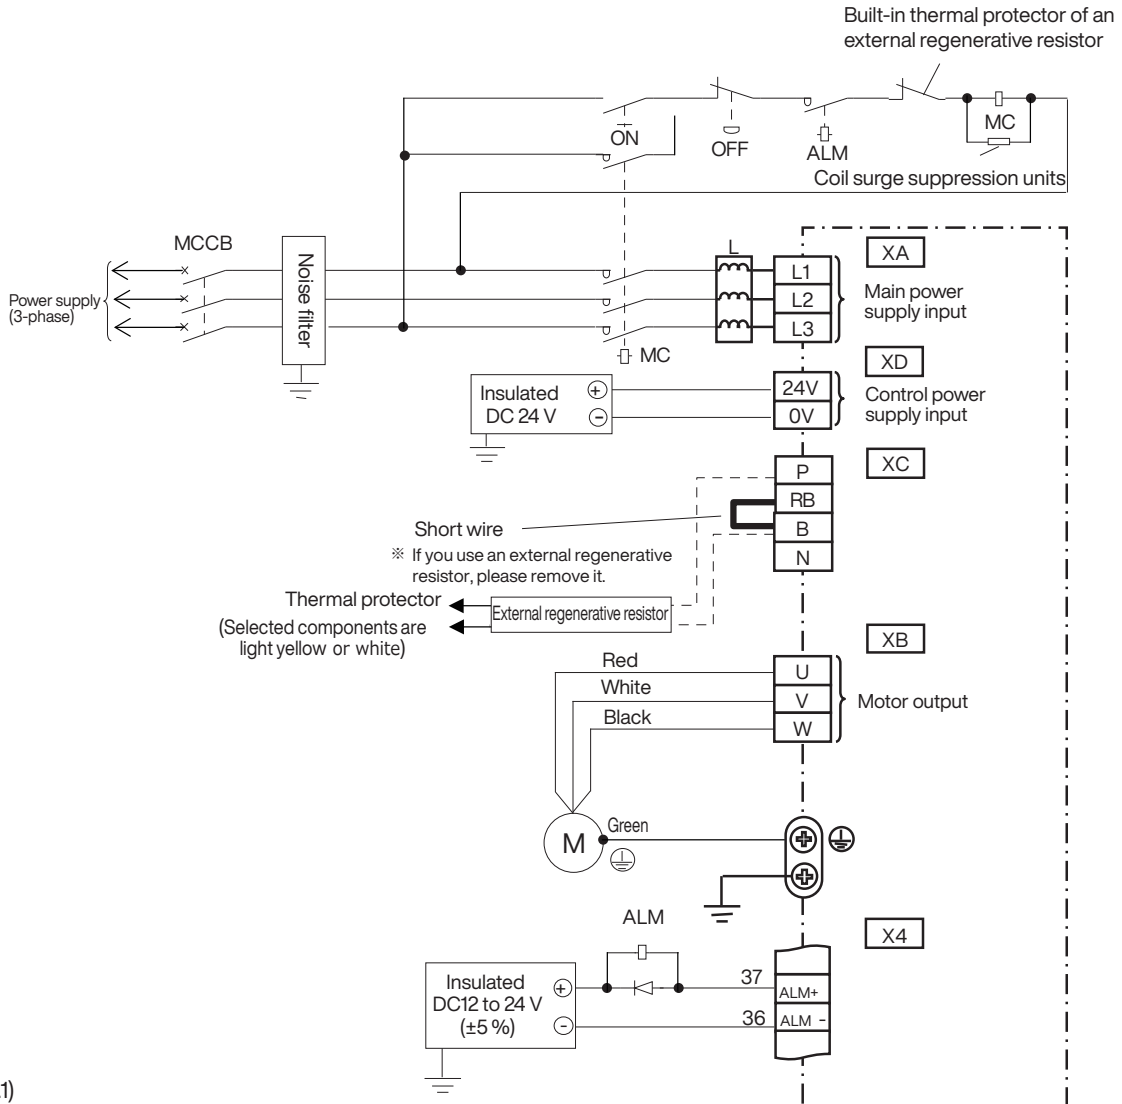 Built-in thermal protector of an
external regenerative resistor
ON
OFF
ALM
MC
Coil surge suppression units
MCCB
Noise filter
L
Power supply
(3-phase)
L1
L2
L3
XA
Main power
supply input
MC
Insulated
DC 24 V
+
-
24V
0V
XD
Control power
supply input
XC
P
RB
B
N
Short wire
※ If you use an external regenerative
resistor, please remove it.
Thermal protector
(Selected components are
light yellow or white)
External regenerative resistor
XB
Red
White
Black
U
V
W
Motor output
M
Green
ALM
X4
Insulated
DC12 to 24 V
(±5 %)
+
-
37
36
ALM+
ALM -
1)